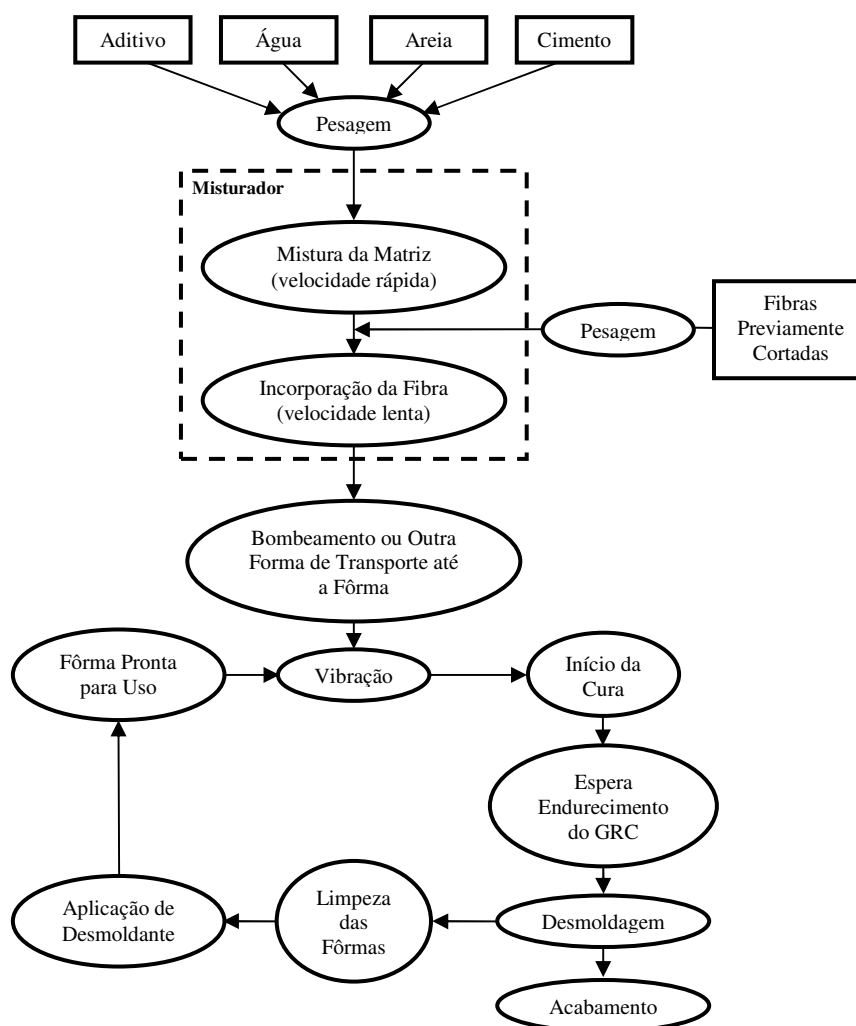 Aditivo
Água
Areia
Cimento
Pesagem
Misturador
Mistura da Matriz
(velocidade rápida)
Pesagem
Fibras
Previamente
Cortadas
Incorporação da Fibra
(velocidade lenta)
Bombeamento ou Outra
Forma de Transporte até
a Fôrma
Fôrma Pronta
para Uso
Vibração
Início da
Cura
Espera
Endurecimento
do GRC
Aplicação de
Desmoldante
Limpeza
das
Fôrmas
Desmoldagem
Acabamento